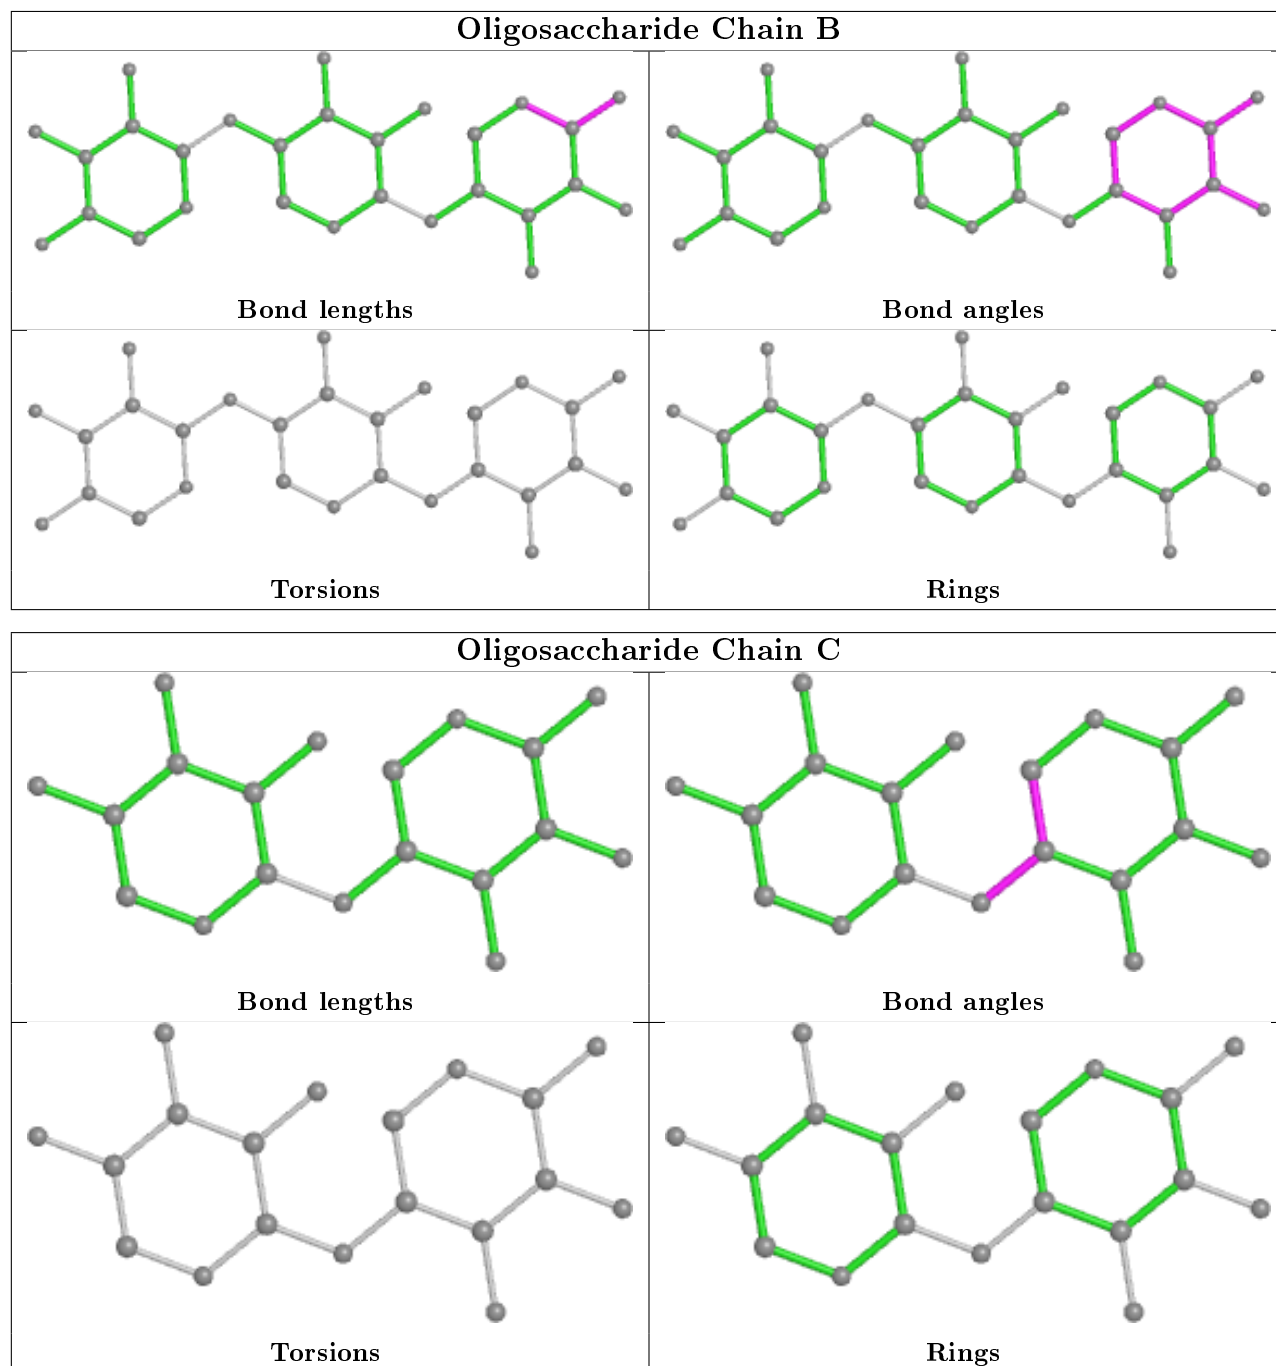 Oligosaccharide Chain B
Bond lengths
Bond angles
Torsions
Rings
Oligosaccharide Chain C
Bond lengths
Bond angles
Torsions
Rings